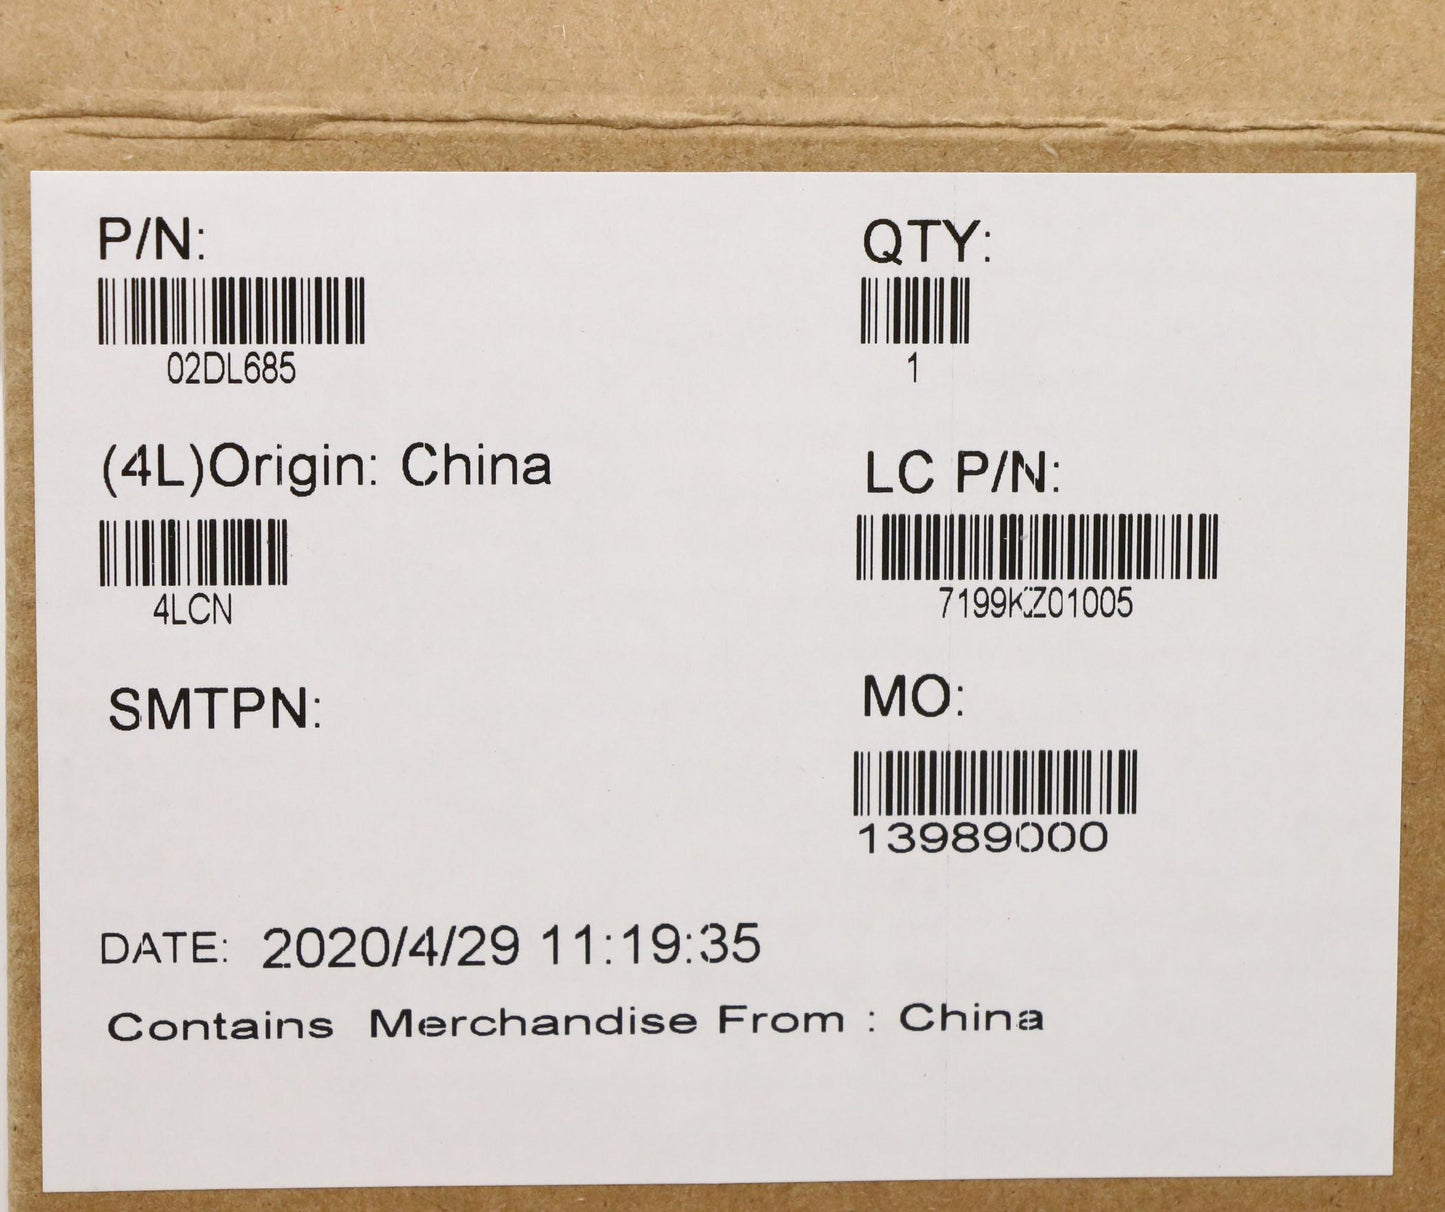 P/N:
02DL685
QTY:
1
(4L)Origin: China
4LCN
LC P/N:
7199KZ01005
SMTPN:
MO:
13989000
DATE: 2020/4/29 11:19:35
Contains Merchandise From : China